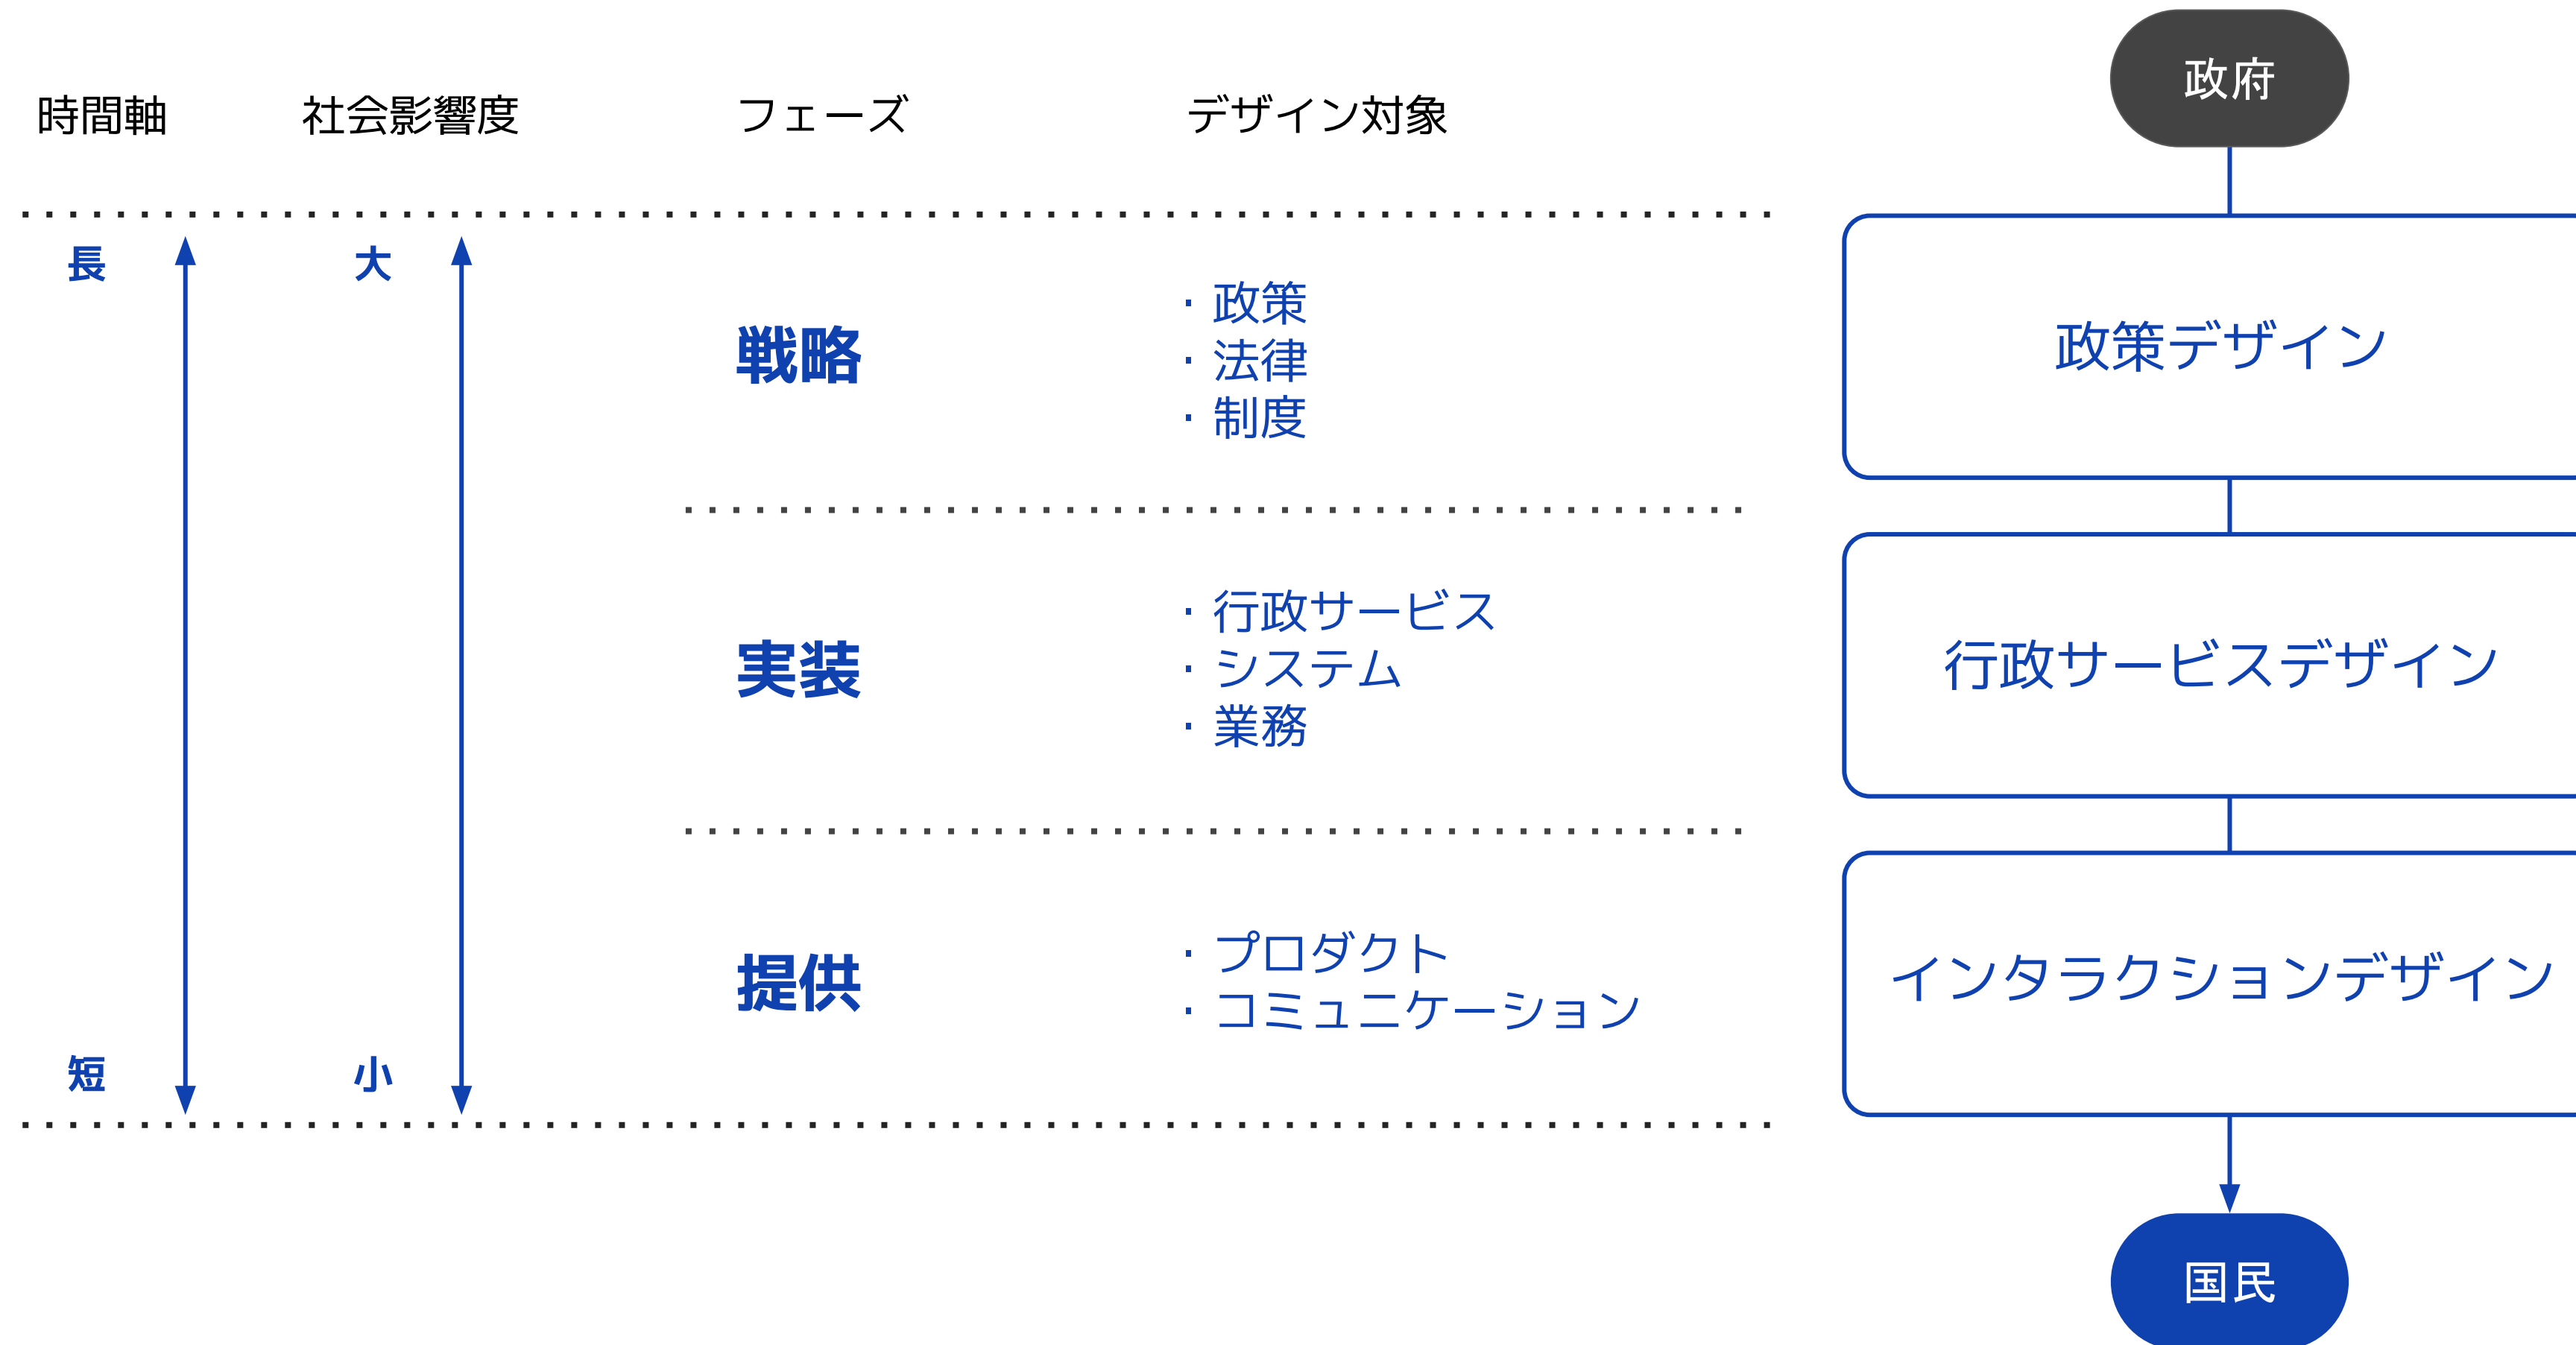 時間軸
社会影響度
フェーズ
デザイン対象
政府
長
大
戦略
・政策
・法律
・制度
政策デザイン
実装
・行政サービス
・システム
・業務
行政サービスデザイン
提供
・プロダクト
・コミュニケーション
インタラクションデザイン
短
小
国民